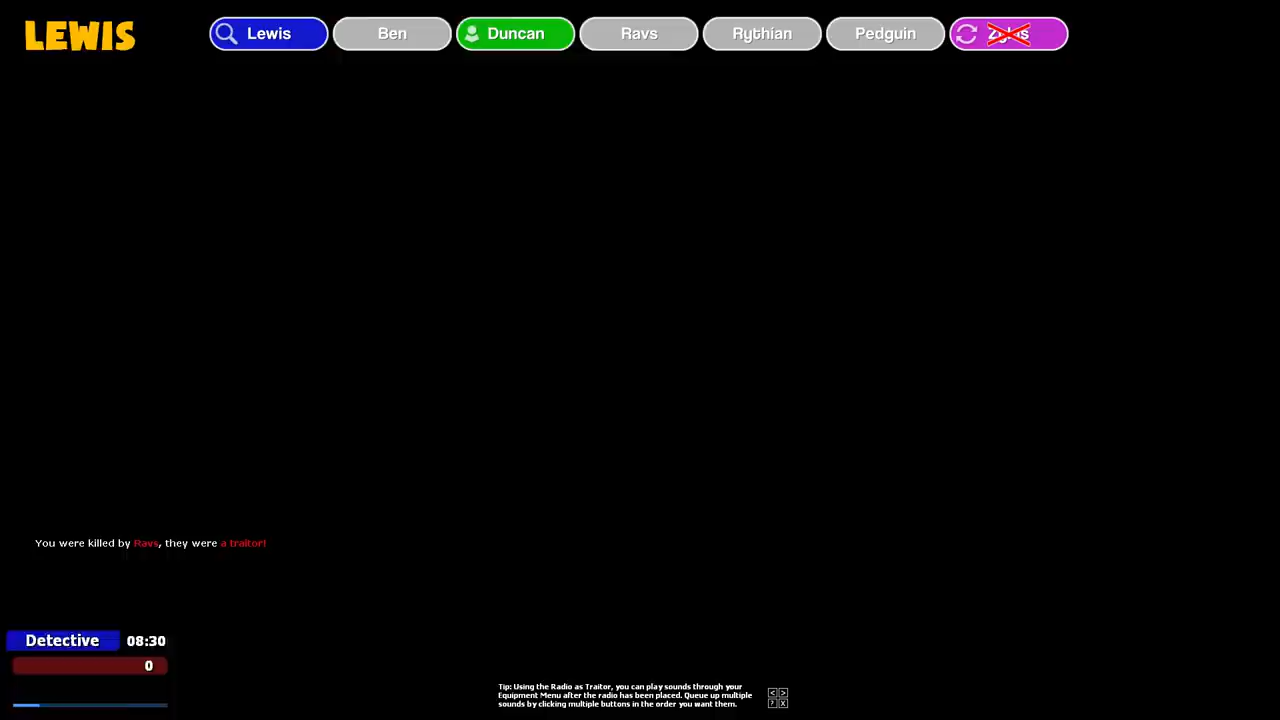 LEWIS
Lewis
Ben
Duncan
Ravs
Rythian
Pedguin
You were killed by Ravs, they were a traitor!
Detective 08:30
0
Tip: Using the Radio as Traitor, you can play sounds through your
Equipment Menu after the radio has been placed. Queue up multiple
sounds by clicking multiple buttons in the order you want them.
< >
? X